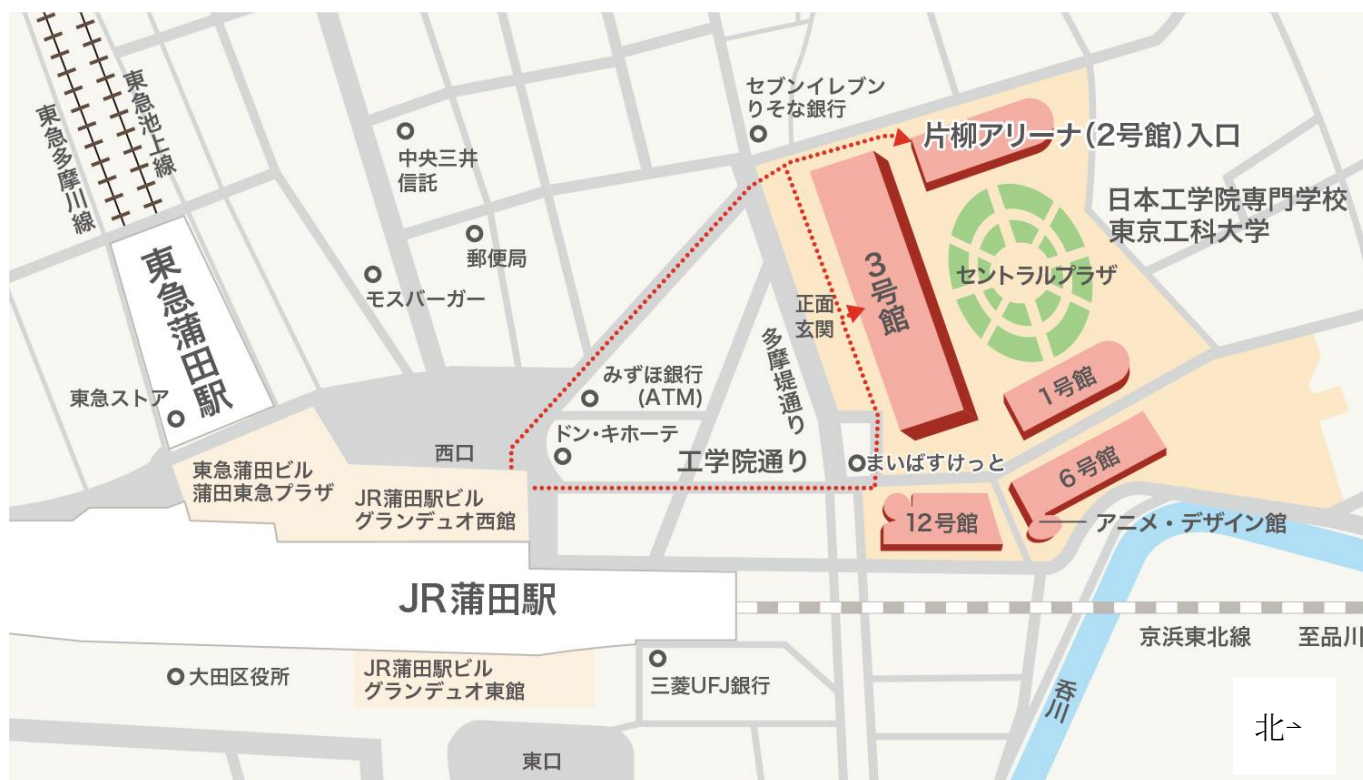 東急多摩川線
東急池上線
東急蒲田駅
東急ストア
中央三井
信託
郵便局
モスバーガー
セブンイレブン
りそな銀行
片柳アリーナ(2号館)入口
日本工学院専門学校
東京工科大学
3号館
セントラルプラザ
正面
玄関
多摩堤通り
1号館
みずほ銀行
(ATM)
ドン・キホーテ
西口
工学院通り
まいばすけっと
6号館
12号館
アニメ・デザイン館
東急蒲田ビル
蒲田東急プラザ
JR蒲田駅ビル
グランデュオ西館
JR蒲田駅
京浜東北線
至品川
大田区役所
JR蒲田駅ビル
グランデュオ東館
三菱UFJ銀行
呑川
東口
北⇀